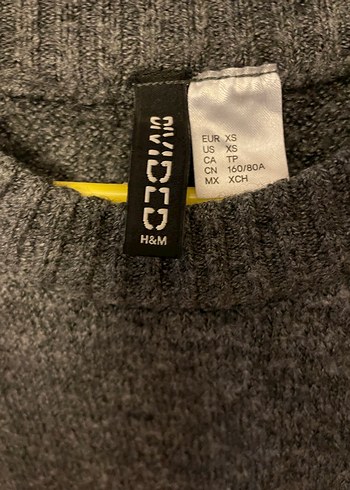 DIVIDED
H&M
EUR XS
US XS
CA TP
CN 160/80A
MX XCH